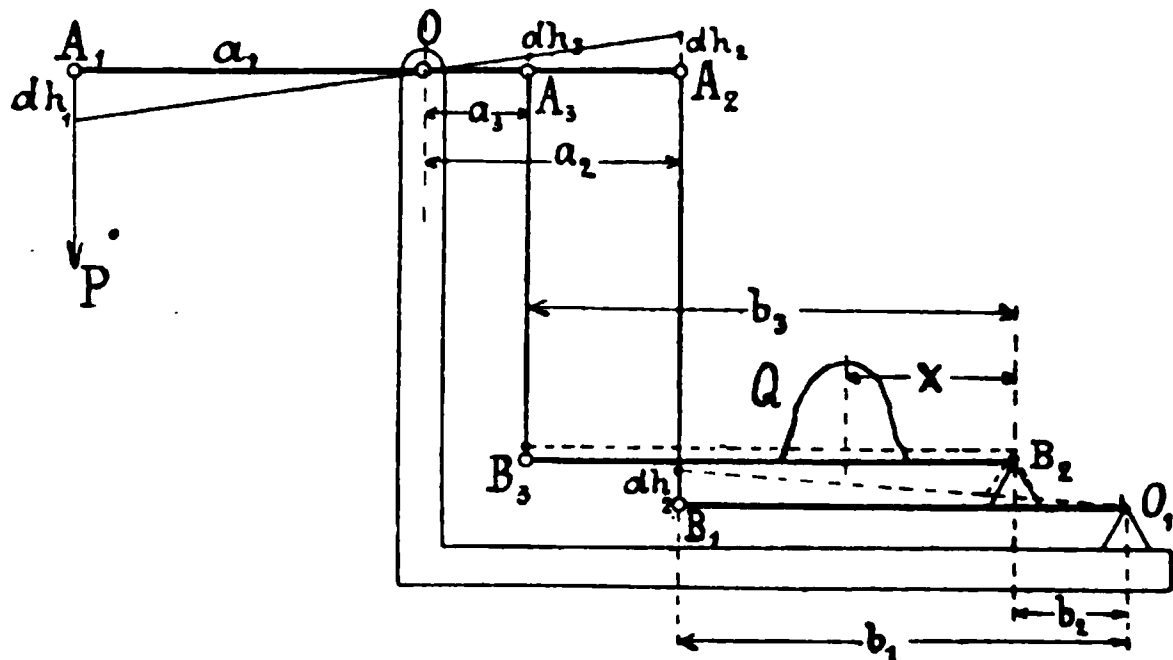 O
A₁
a₁
dh₃
dh₂
dh₁
A₃
A₂
a₃
a₂
P
b₃
Q
x
B₃
B₂
dh₂
B₁
O₁
b₂
b₁